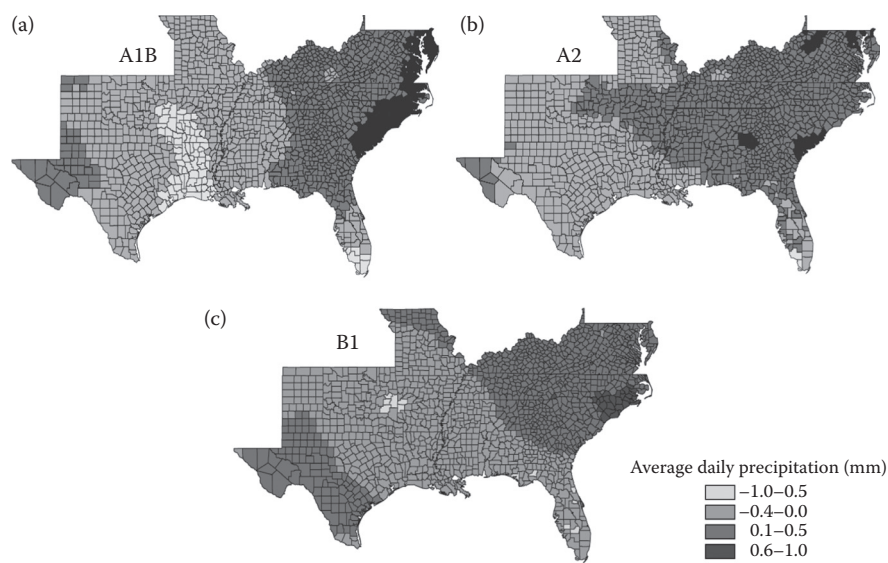 (a)
A1B
(b)
A2
(c)
B1
Average daily precipitation (mm)
–1.0–0.5
–0.4–0.0
0.1–0.5
0.6–1.0